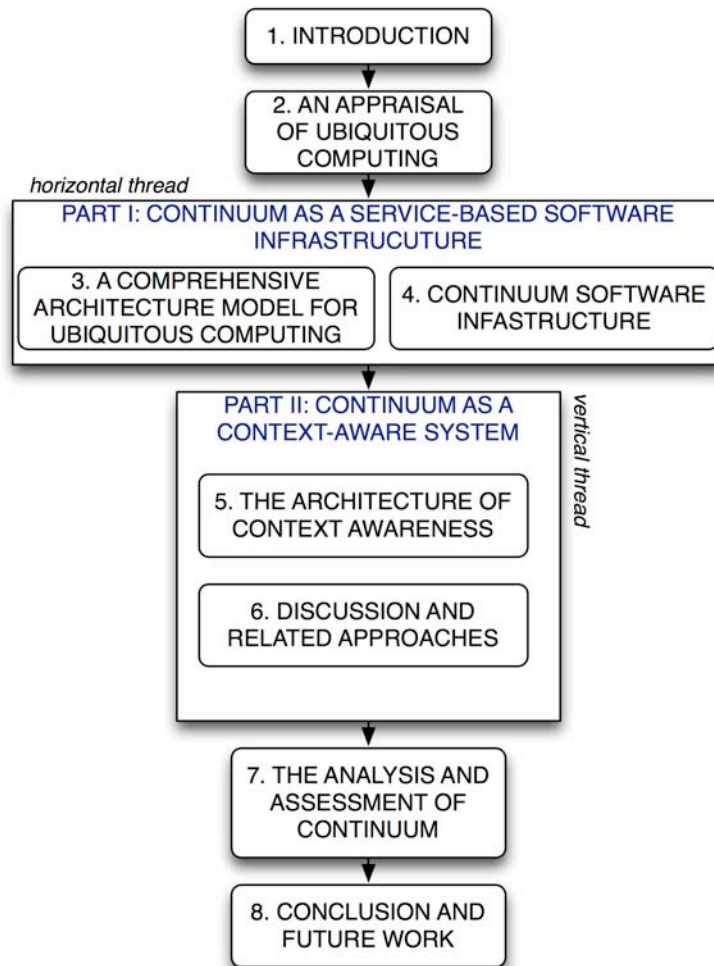 1. INTRODUCTION
2. AN APPRAISAL
OF UBIQUITOUS
COMPUTING
horizontal thread
PART I: CONTINUUM AS A SERVICE-BASED SOFTWARE
INFRASTRUCUTURE
3. A COMPREHENSIVE
ARCHITECTURE MODEL FOR
UBIQUITOUS COMPUTING
4. CONTINUUM SOFTWARE
INFASTRUCTURE
PART II: CONTINUUM AS A
CONTEXT-AWARE SYSTEM
vertical thread
5. THE ARCHITECTURE OF
CONTEXT AWARENESS
6. DISCUSSION AND
RELATED APPROACHES
7. THE ANALYSIS AND
ASSESSMENT OF
CONTINUUM
8. CONCLUSION AND
FUTURE WORK